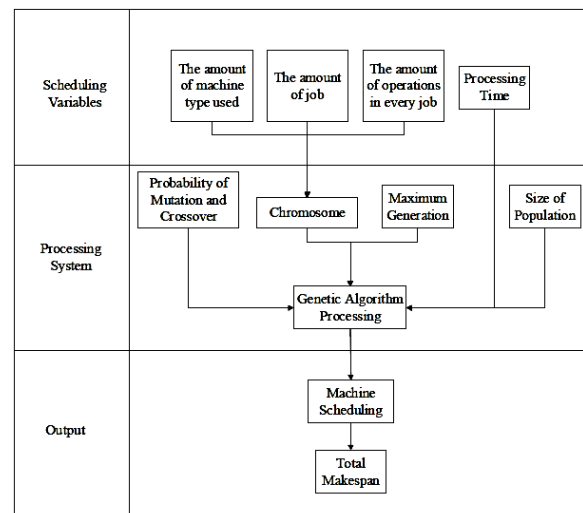 Scheduling
Variables
The amount
of machine
type used
The amount
of job
The amount
of operations
in every job
Processing
Time
Processing
System
Probability of
Mutation and
Crossover
Chromosome
Maximum
Generation
Size of
Population
Genetic Algorithm
Processing
Output
Machine
Scheduling
Total
Makespan